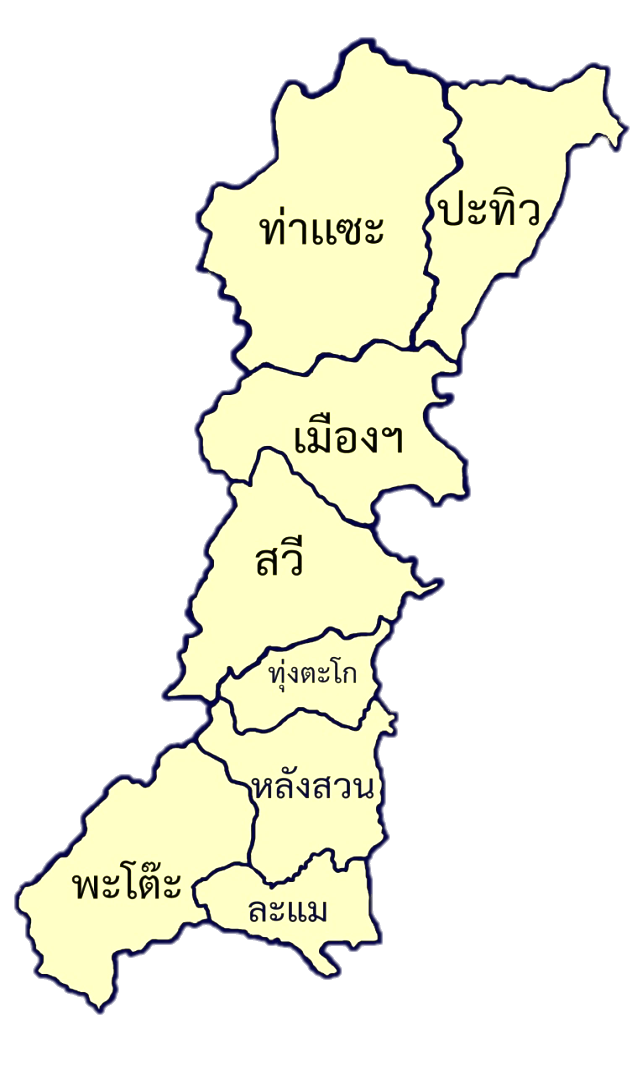 ปะทิว
ท่าแซะ
เมืองฯ
สวี
ทุ่งตะโก
หลังสวน
พะโต๊ะ
ละแม